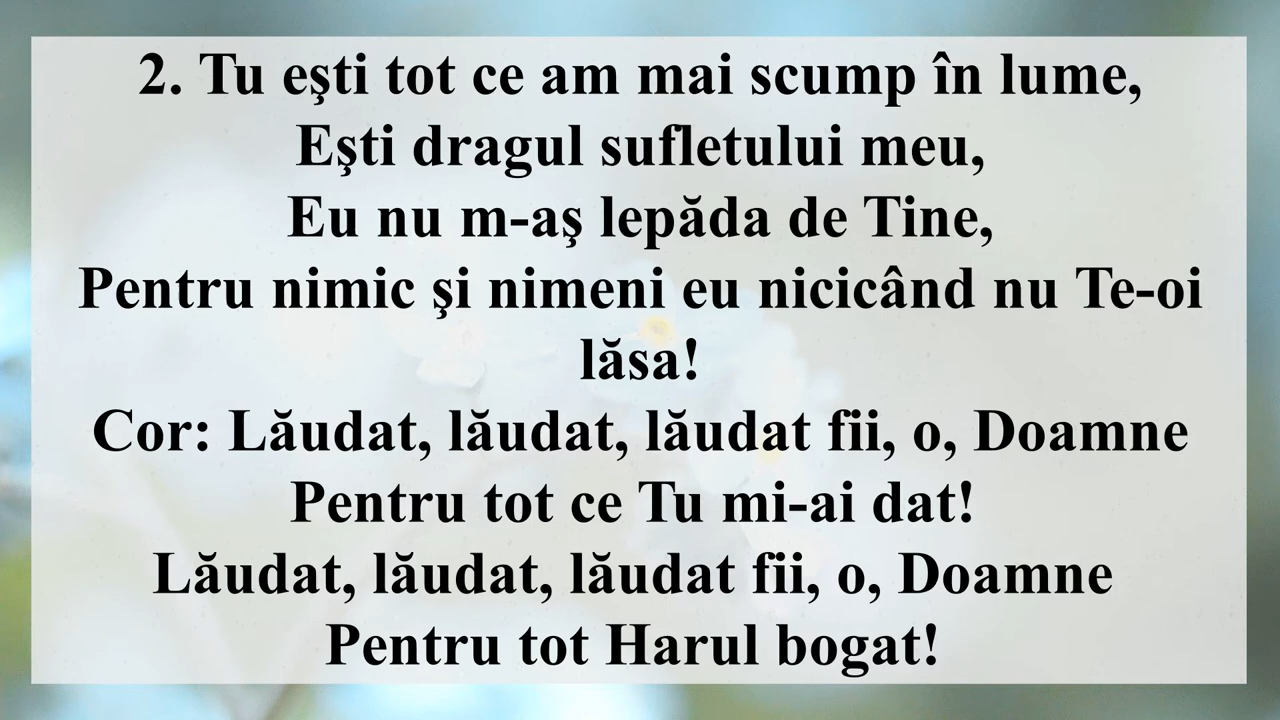 2. Tu eşti tot ce am mai scump în lume,
Eşti dragul sufletului meu,
Eu nu m-aş lepăda de Tine,
Pentru nimic şi nimeni eu nicicând nu Te-oi
lăsa!
Cor: Lăudat, lăudat, lăudat fii, o, Doamne
Pentru tot ce Tu mi-ai dat!
Lăudat, lăudat, lăudat fii, o, Doamne
Pentru tot Harul bogat!